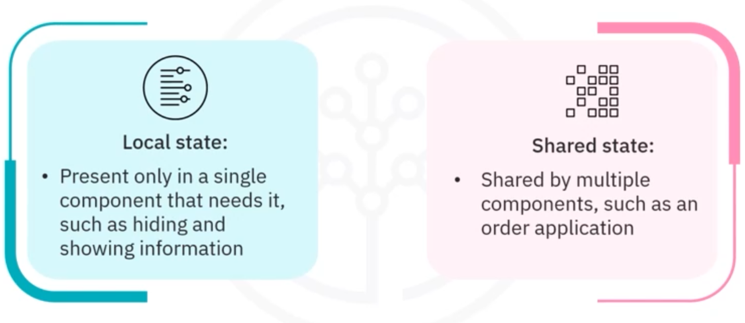 Local state:
• Present only in a single
component that needs it,
such as hiding and
showing information
Shared state:
• Shared by multiple
components, such as an
order application